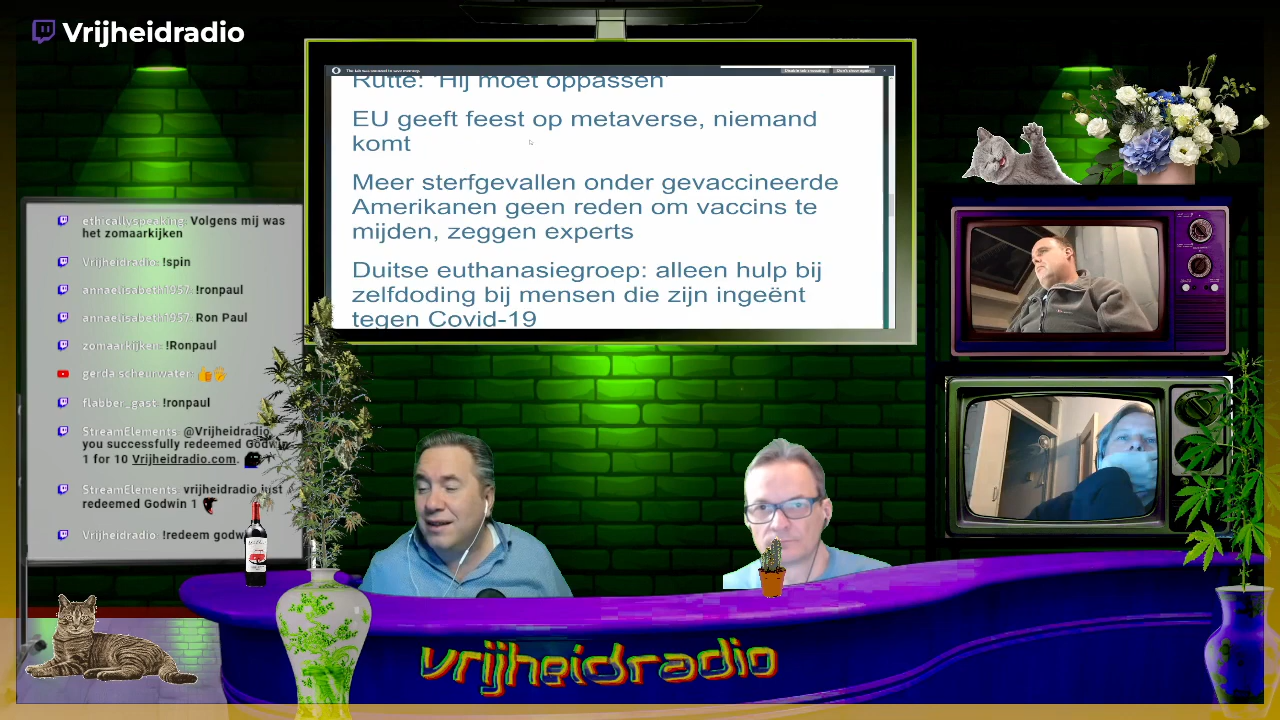 Vrijheidradio
Rutte: 'Hij moet oppassen'
EU geeft feest op metaverse, niemand
komt
Meer sterfgevallen onder gevaccineerde
Amerikanen geen reden om vaccins te
mijden, zeggen experts
Duitse euthanasiegroep: alleen hulp bij
zelfdoding bij mensen die zijn ingeënt
tegen Covid-19
ethicallyspeaking: Volgens mij was
het zomaarkijken
Vrijheidradio: !spin
annaelisabeth1957: !ronpaul
annaelisabeth1957: Ron Paul
zomaarkijken: !Ronpaul
gerda scheurwater: 👍👏
flabber_gast: !ronpaul
StreamElements: @Vrijheidradio,
you successfully redeemed Godwin
1 for 10 Vrijheidradio.com.
StreamElements: vrijheidradio just
redeemed Godwin 1
Vrijheidradio: !redeem godw
vrijheidradio